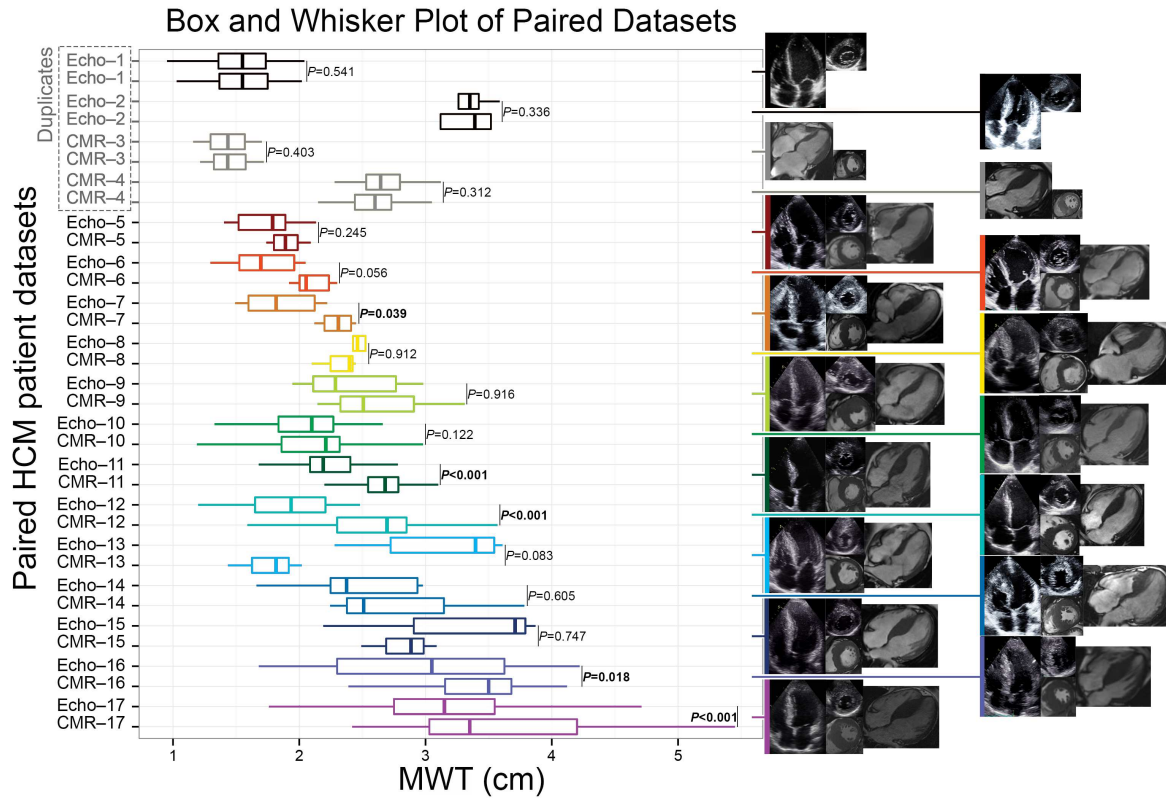 Box and Whisker Plot of Paired Datasets
Paired HCM patient datasets
Duplicates
Echo–1
Echo–1
P=0.541
Echo–2
Echo–2
P=0.336
CMR–3
CMR–3
P=0.403
CMR–4
CMR–4
P=0.312
Echo–5
CMR–5
P=0.245
Echo–6
CMR–6
P=0.056
Echo–7
CMR–7
P=0.039
Echo–8
CMR–8
P=0.912
Echo–9
CMR–9
P=0.916
Echo–10
CMR–10
P=0.122
Echo–11
CMR–11
P<0.001
Echo–12
CMR–12
P<0.001
Echo–13
CMR–13
P=0.083
Echo–14
CMR–14
P=0.605
Echo–15
CMR–15
P=0.747
Echo–16
CMR–16
P=0.018
Echo–17
CMR–17
P<0.001
1 2 3 4 5
MWT (cm)